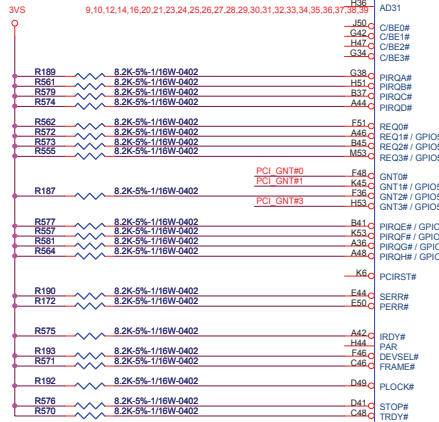 3VS 9,10,12,14,16,20,21,23,24,25,26,27,28,29,30,31,32,33,34,35,36,37,38,39 H36 AD31
J50 C/BE0#
G42 C/BE1#
H47 C/BE2#
G34 C/BE3#
R189 8.2K-5%-1/16W-0402 G38 PIRQA#
R561 8.2K-5%-1/16W-0402 H51 PIRQB#
R579 8.2K-5%-1/16W-0402 B37 PIRQC#
R574 8.2K-5%-1/16W-0402 A44 PIRQD#
R562 8.2K-5%-1/16W-0402 F51 REQ0#
R572 8.2K-5%-1/16W-0402 A46 REQ1# / GPIO5
R573 8.2K-5%-1/16W-0402 B45 REQ2# / GPIO5
R555 8.2K-5%-1/16W-0402 M53 REQ3# / GPIO5
PCI_GNT#0 F48 GNT0#
PCI_GNT#1 K45 GNT1# / GPIO5
R187 8.2K-5%-1/16W-0402 F36 GNT2# / GPIO5
PCI_GNT#3 H53 GNT3# / GPIO5
R577 8.2K-5%-1/16W-0402 B41 PIRQE# / GPIO
R557 8.2K-5%-1/16W-0402 K53 PIRQF# / GPIO
R581 8.2K-5%-1/16W-0402 A36 PIRQG# / GPIO
R564 8.2K-5%-1/16W-0402 A48 PIRQH# / GPIO
K6 PCIRST#
R190 8.2K-5%-1/16W-0402 E44 SERR#
R172 8.2K-5%-1/16W-0402 E50 PERR#
R575 8.2K-5%-1/16W-0402 A42 IRDY#
H44 PAR
R193 8.2K-5%-1/16W-0402 F46 DEVSEL#
R571 8.2K-5%-1/16W-0402 C46 FRAME#
R192 8.2K-5%-1/16W-0402 D49 PLOCK#
R576 8.2K-5%-1/16W-0402 D41 STOP#
R570 8.2K-5%-1/16W-0402 C48 TRDY#